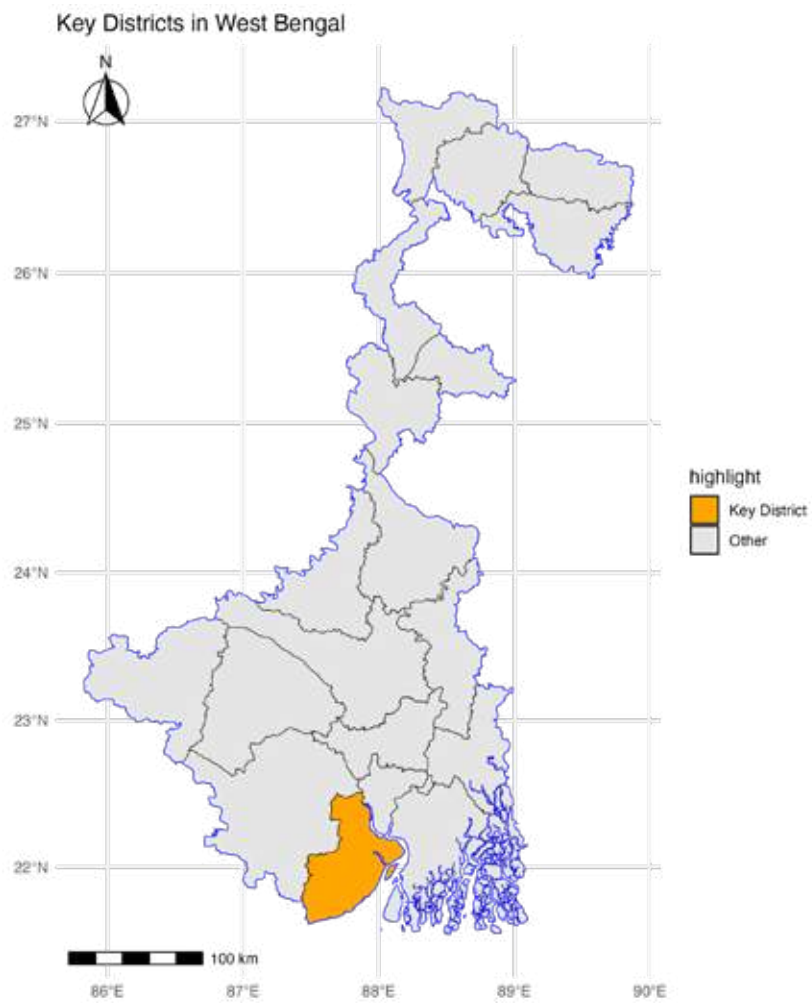 Key Districts in West Bengal
N
27°N
26°N
25°N
24°N
23°N
22°N
highlight
Key District
Other
100 km
86°E 87°E 88°E 89°E 90°E